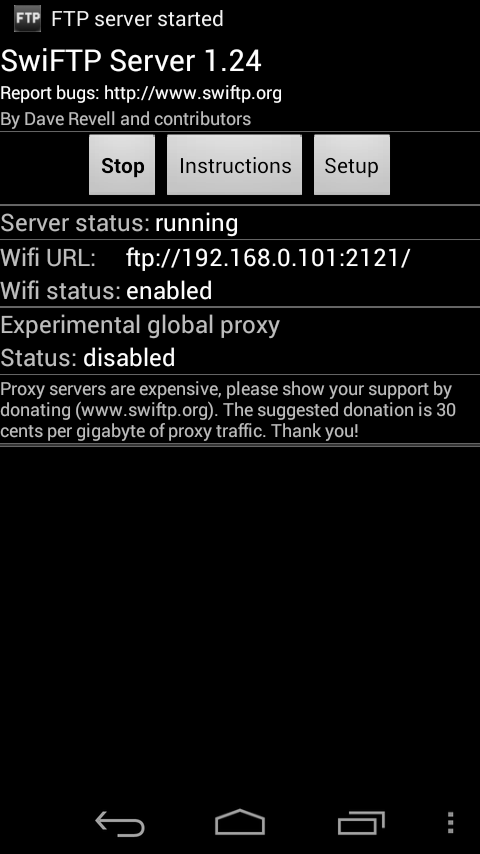 FTP FTP server started
SwiFTP Server 1.24
Report bugs: http://www.swiftp.org
By Dave Revell and contributors
Stop Instructions Setup
Server status: running
Wifi URL: ftp://192.168.0.101:2121/
Wifi status: enabled
Experimental global proxy
Status: disabled
Proxy servers are expensive, please show your support by
donating (www.swiftp.org). The suggested donation is 30
cents per gigabyte of proxy traffic. Thank you!